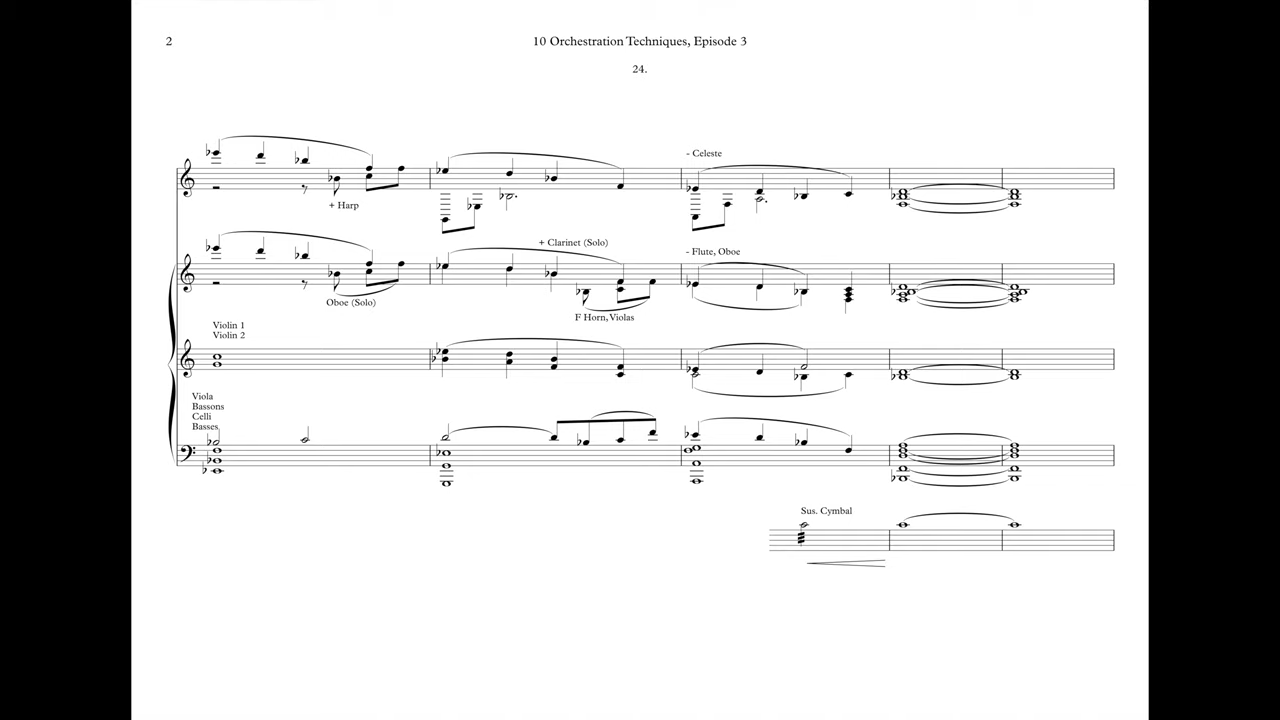 2
10 Orchestration Techniques, Episode 3
24.
- Celeste
+ Harp
+ Clarinet (Solo)
- Flute, Oboe
Oboe (Solo)
F Horn, Violas
Violin 1
Violin 2
Viola
Bassons
Celli
Basses
Sus. Cymbal